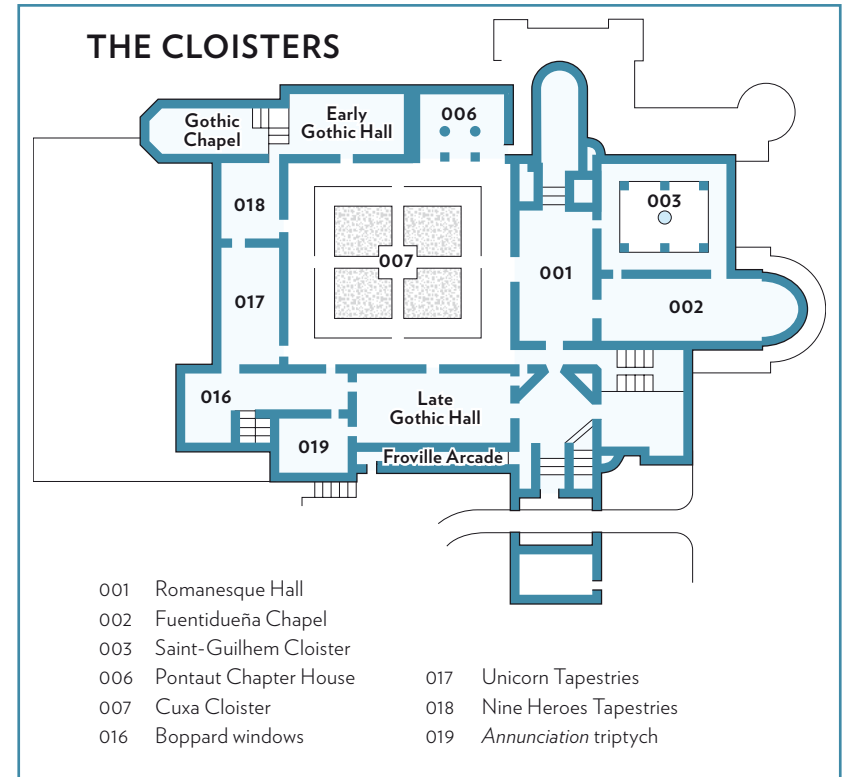 THE CLOISTERS
Gothic
Chapel
Early
Gothic Hall
006
018
003
007
001
017
002
016
Late
Gothic Hall
019
Froville Arcade
001 Romanesque Hall
002 Fuentidueña Chapel
003 Saint-Guilhem Cloister
006 Pontaut Chapter House
007 Cuxa Cloister
016 Boppard windows
017 Unicorn Tapestries
018 Nine Heroes Tapestries
019 Annunciation triptych